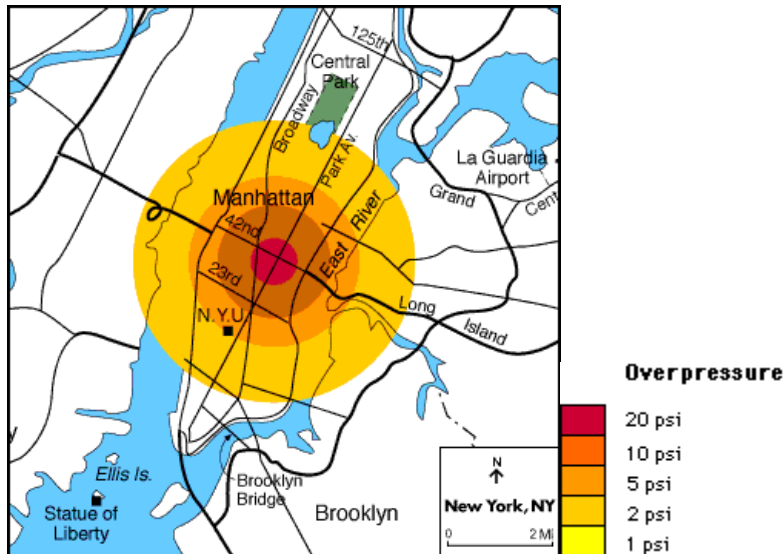 125th
Central
Park
Broadway
Park Av.
La Guardia
Airport
Grand
Cent
Manhattan
42nd
East River
23rd
N.Y.U.
Long
Island
Overpressure
20 psi
10 psi
5 psi
2 psi
1 psi
Ellis Is.
Statue of
Liberty
Brooklyn
Bridge
Brooklyn
N
New York, NY
0 2 Mi